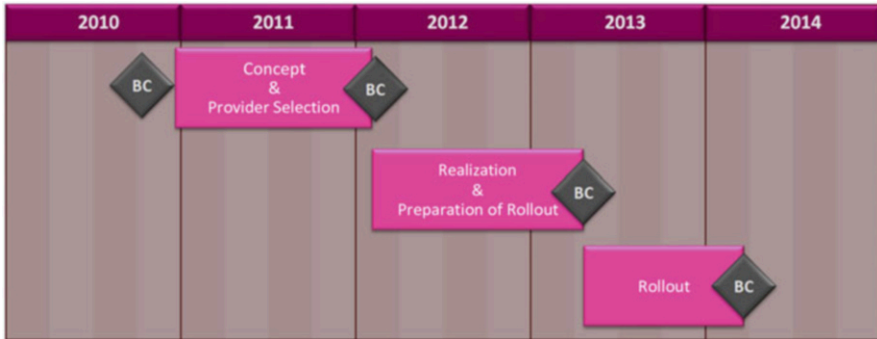 2010 2011 2012 2013 2014
BC
Concept
&
Provider Selection
BC
Realization
&
Preparation of Rollout
BC
Rollout
BC